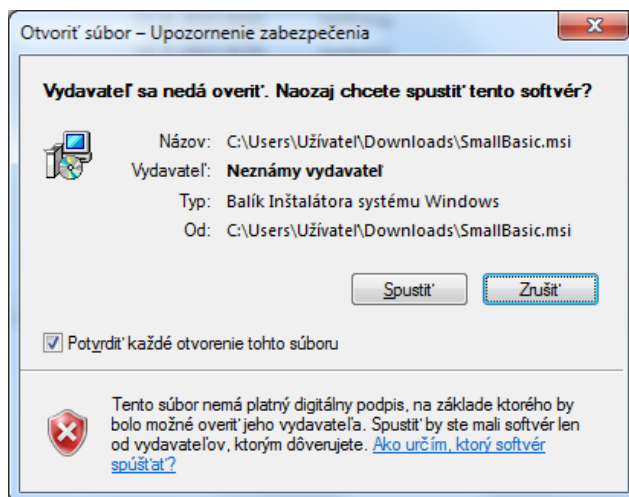 Otvoriť súbor – Upozornenie zabezpečenia
Vydavateľ sa nedá overiť. Naozaj chcete spustiť tento softvér?
Názov: C:\Users\Užívateľ\Downloads\SmallBasic.msi
Vydavateľ: Neznámy vydavateľ
Typ: Balík Inštalátora systému Windows
Od: C:\Users\Užívateľ\Downloads\SmallBasic.msi
Spustiť Zrušiť
Potvrdiť každé otvorenie tohto súboru
Tento súbor nemá platný digitálny podpis, na základe ktorého by
bolo možné overiť jeho vydavateľa. Spustiť by ste mali softvér len
od vydavateľov, ktorým dôverujete. Ako určím, ktorý softvér
spúšťať?